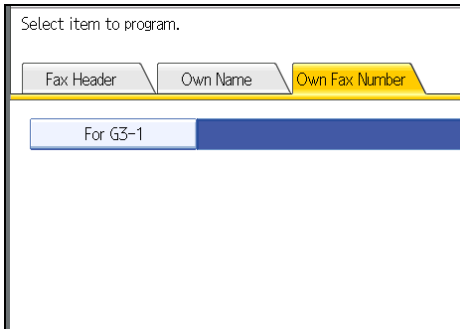 Select item to program.
Fax Header Own Name Own Fax Number
For G3-1